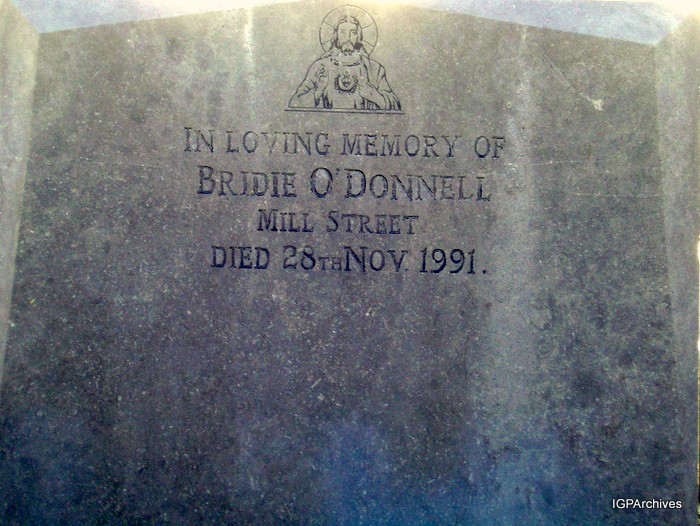 IN LOVING MEMORY OF
BRIDIE O'DONNELL
MILL STREET
DIED 28TH NOV. 1991.
IGPArchives